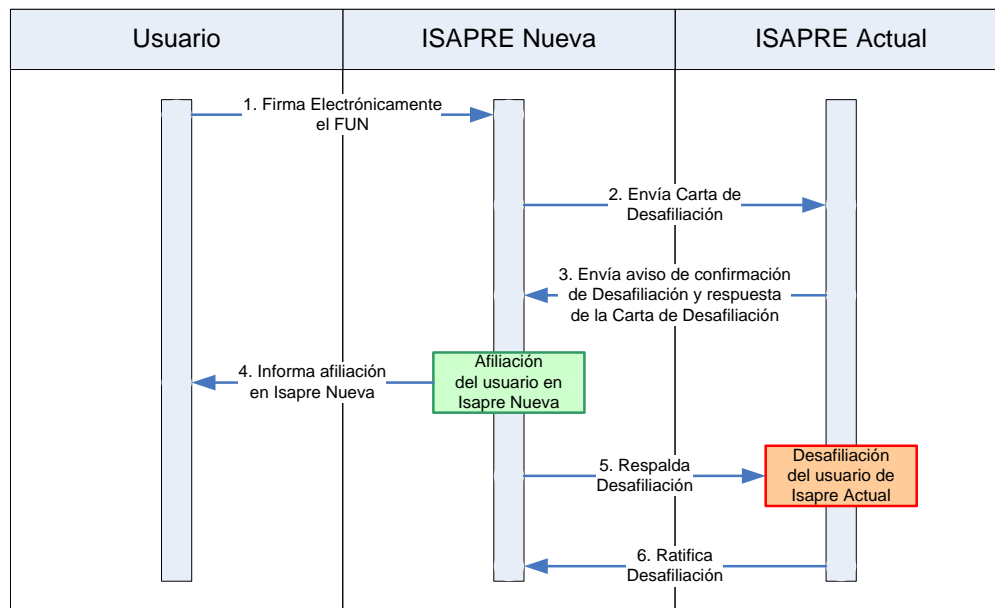 Usuario
ISAPRE Nueva
ISAPRE Actual
1. Firma Electrónicamente
el FUN
2. Envía Carta de
Desafiliación
3. Envía aviso de confirmación
de Desafiliación y respuesta
de la Carta de Desafiliación
4. Informa afiliación
en Isapre Nueva
Afiliación
del usuario en
Isapre Nueva
5. Respalda
Desafiliación
Desafiliación
del usuario de
Isapre Actual
6. Ratifica
Desafiliación